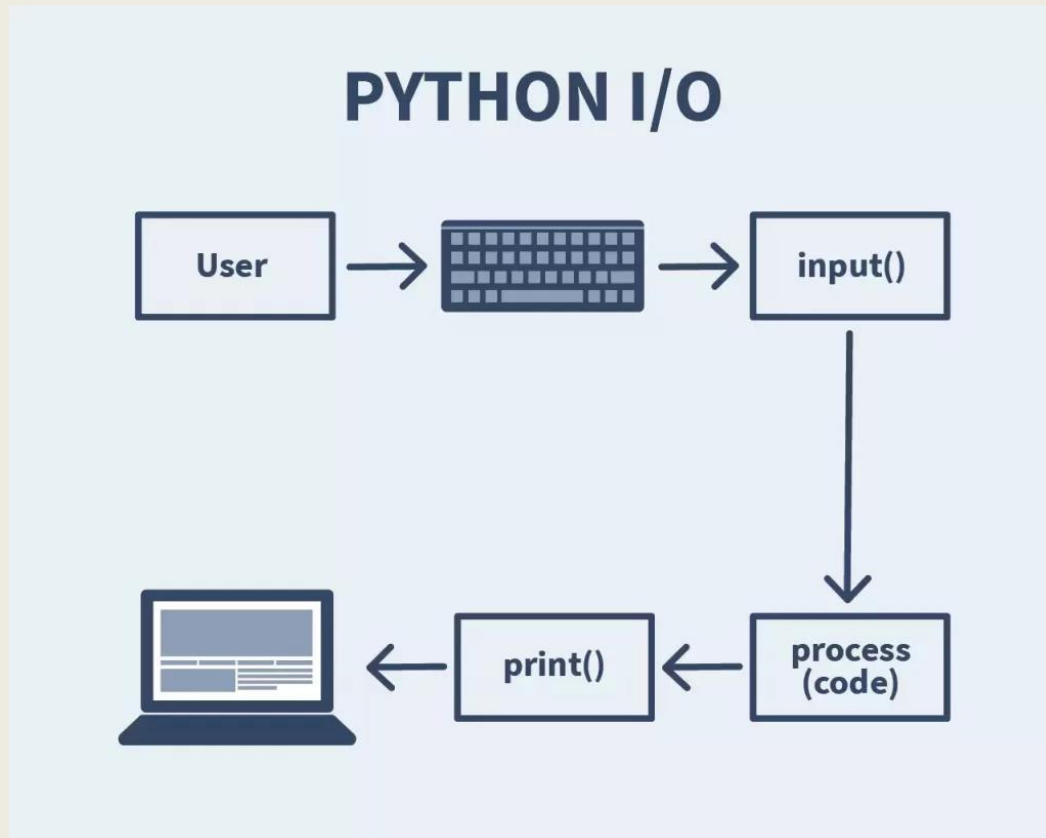 PYTHON I/O
User
input()
print()
process
(code)